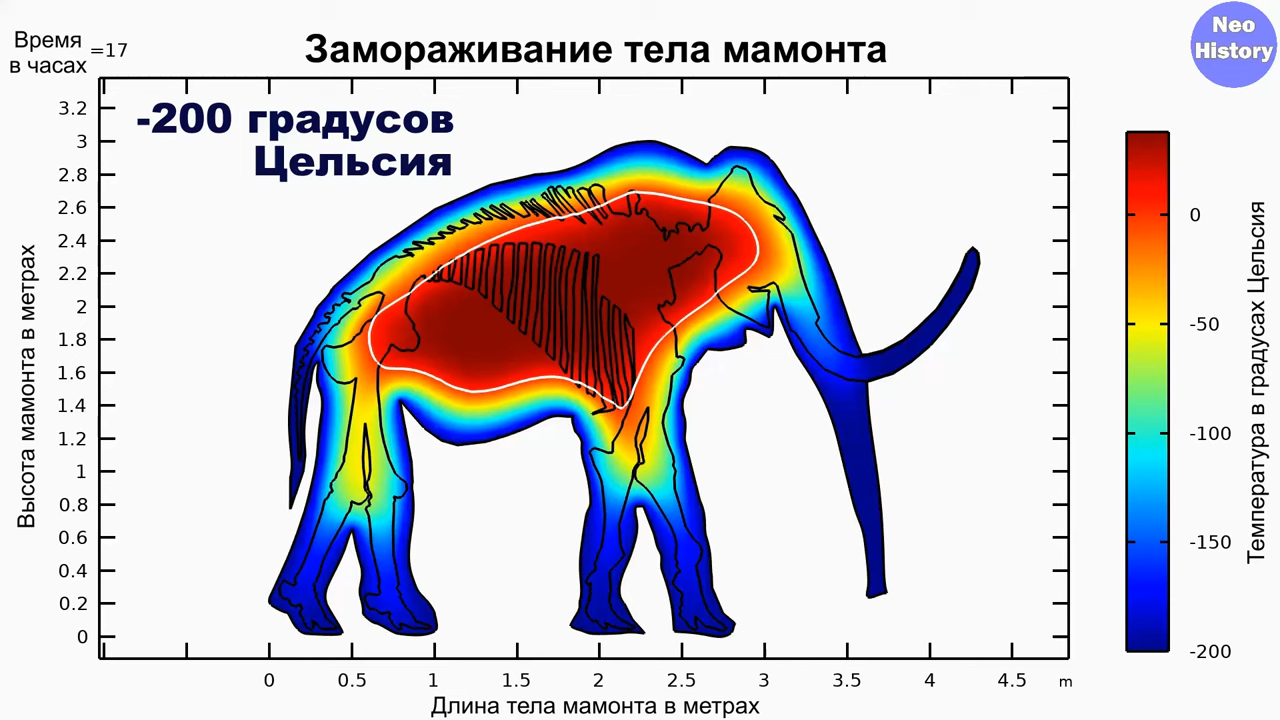 Время
в часах =17
Замораживание тела мамонта
Neo
History
-200 градусов
Цельсия
Высота мамонта в метрах
3.2
3
2.8
2.6
2.4
2.2
2
1.8
1.6
1.4
1.2
1
0.8
0.6
0.4
0.2
0
0 0.5 1 1.5 2 2.5 3 3.5 4 4.5 m
Длина тела мамонта в метрах
0
-50
-100
-150
-200
Температура в градусах Цельсия